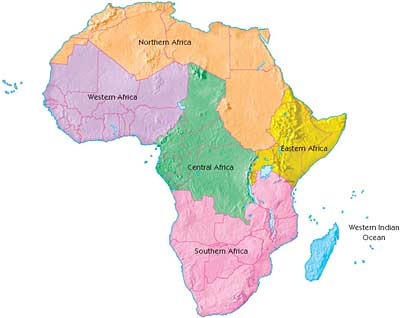 Northern Africa
Western Africa
Eastern Africa
Central Africa
Western Indian
Ocean
Southern Africa